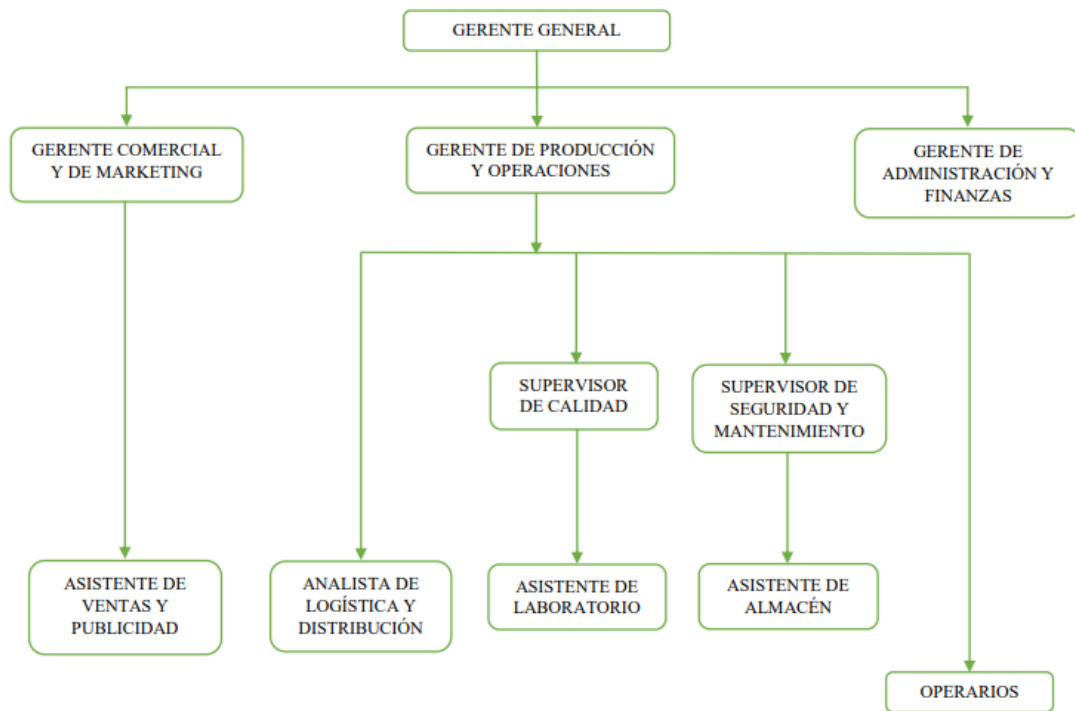 GERENTE GENERAL
GERENTE COMERCIAL
Y DE MARKETING
GERENTE DE PRODUCCIÓN
Y OPERACIONES
GERENTE DE
ADMINISTRACIÓN Y
FINANZAS
SUPERVISOR
DE CALIDAD
SUPERVISOR DE
SEGURIDAD Y
MANTENIMIENTO
ASISTENTE DE
VENTAS Y
PUBLICIDAD
ANALISTA DE
LOGÍSTICA Y
DISTRIBUCIÓN
ASISTENTE DE
LABORATORIO
ASISTENTE DE
ALMACÉN
OPERARIOS